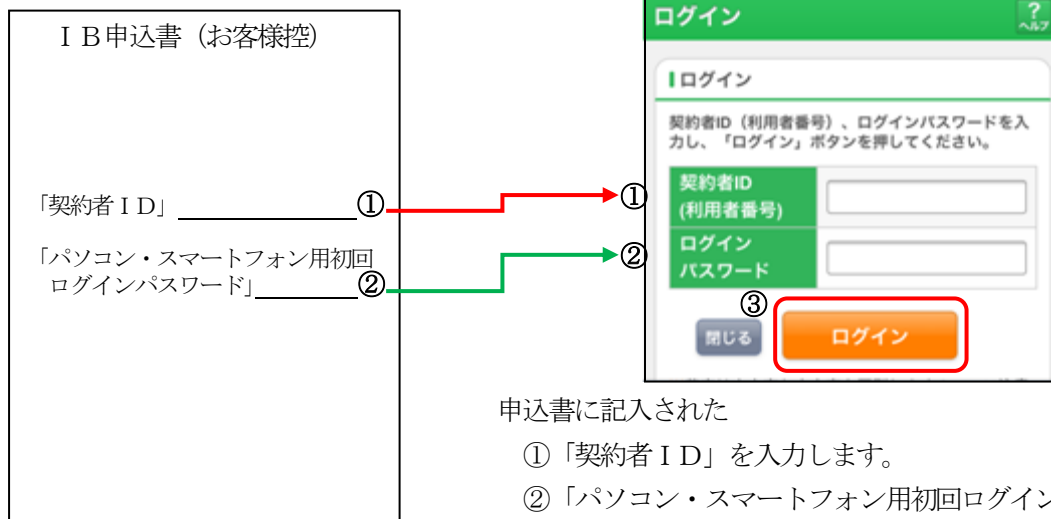 ＩＢ申込書（お客様控）
「契約者ＩＤ」 ①
「パソコン・スマートフォン用初回
ログインパスワード」 ②
ログイン
?
ヘルプ
ログイン
契約者ID（利用者番号）、ログインパスワードを入
力し、「ログイン」ボタンを押してください。
① 契約者ID
(利用者番号)
② ログイン
パスワード
③
閉じる
ログイン
申込書に記入された
①「契約者ＩＤ」を入力します。
②「パソコン・スマートフォン用初回ログイン